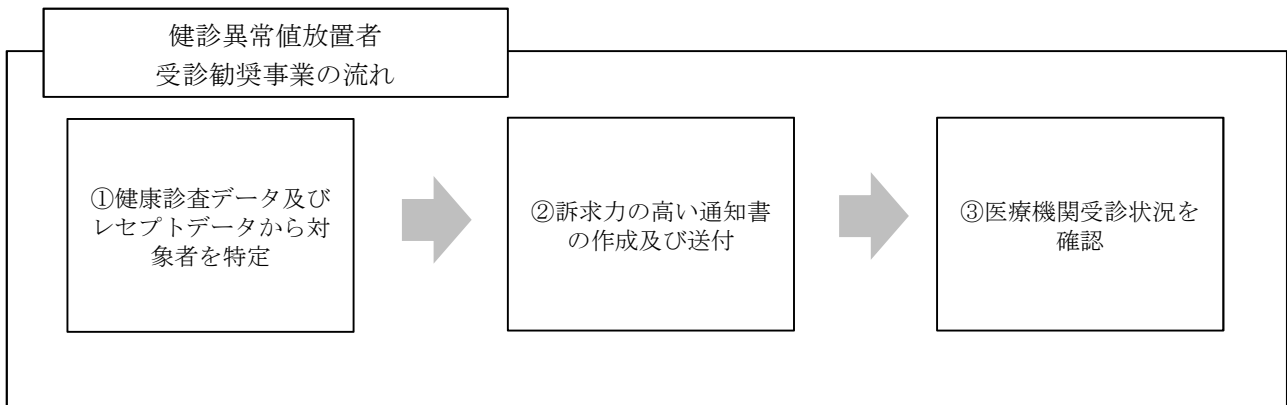 健診異常値放置者
受診勧奨事業の流れ
①健康診査データ及び
レセプトデータから対
象者を特定
②訴求力の高い通知書
の作成及び送付
③医療機関受診状況を
確認